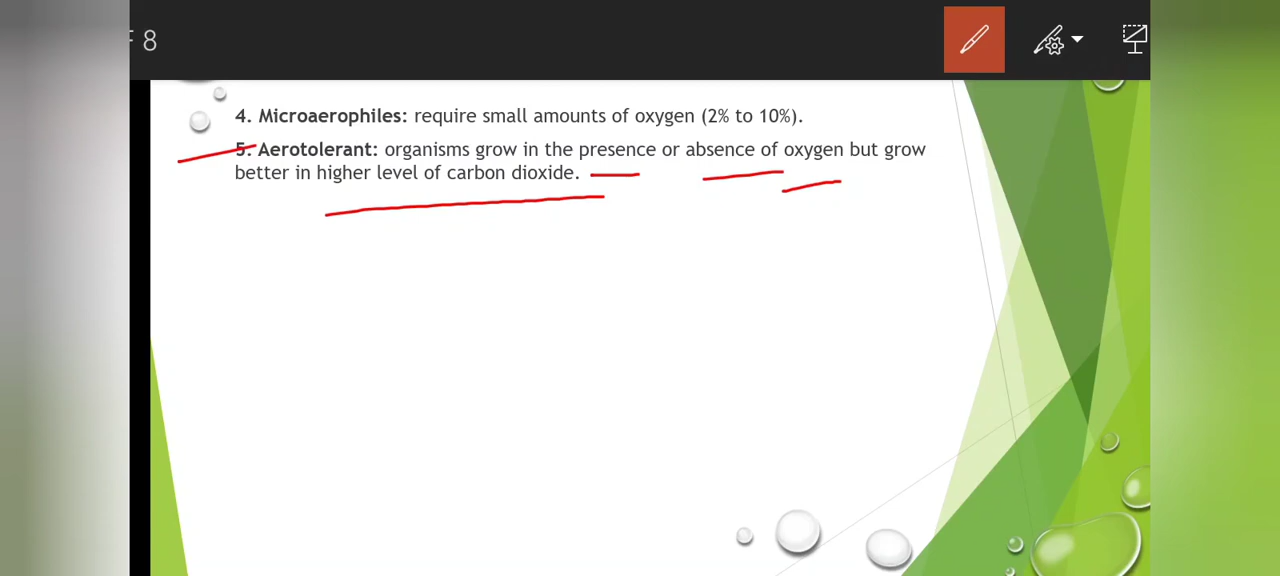 8
4. Microaerophiles: require small amounts of oxygen (2% to 10%).
5. Aerotolerant: organisms grow in the presence or absence of oxygen but grow
better in higher level of carbon dioxide.